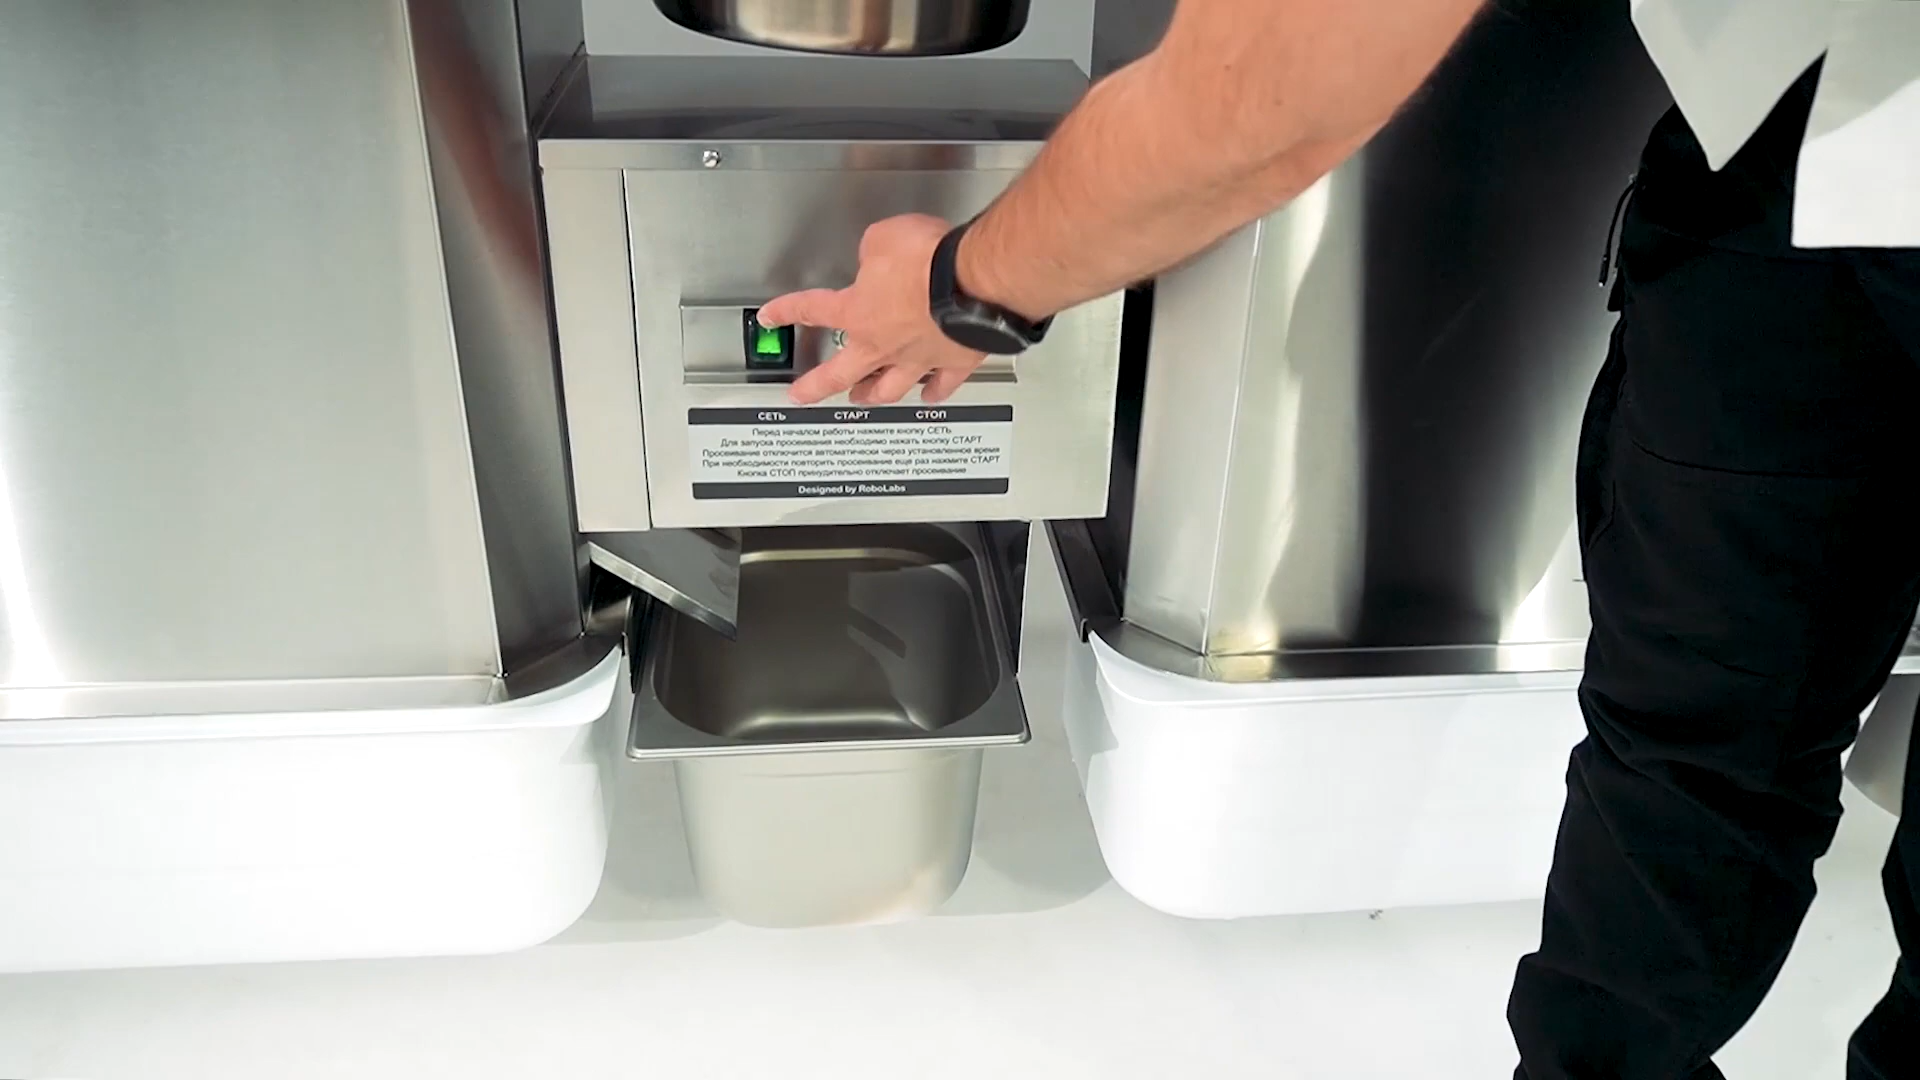 СЕТЬ СТАРТ СТОП
Перед началом работы нажмите кнопку СЕТЬ
Для запуска просеивания необходимо нажать кнопку СТАРТ
Просеивание отключится автоматически через установленное время
При необходимости повторить просеивание еще раз нажмите СТАРТ
Кнопка СТОП принудительно отключает просеивание
Designed by RoboLabs